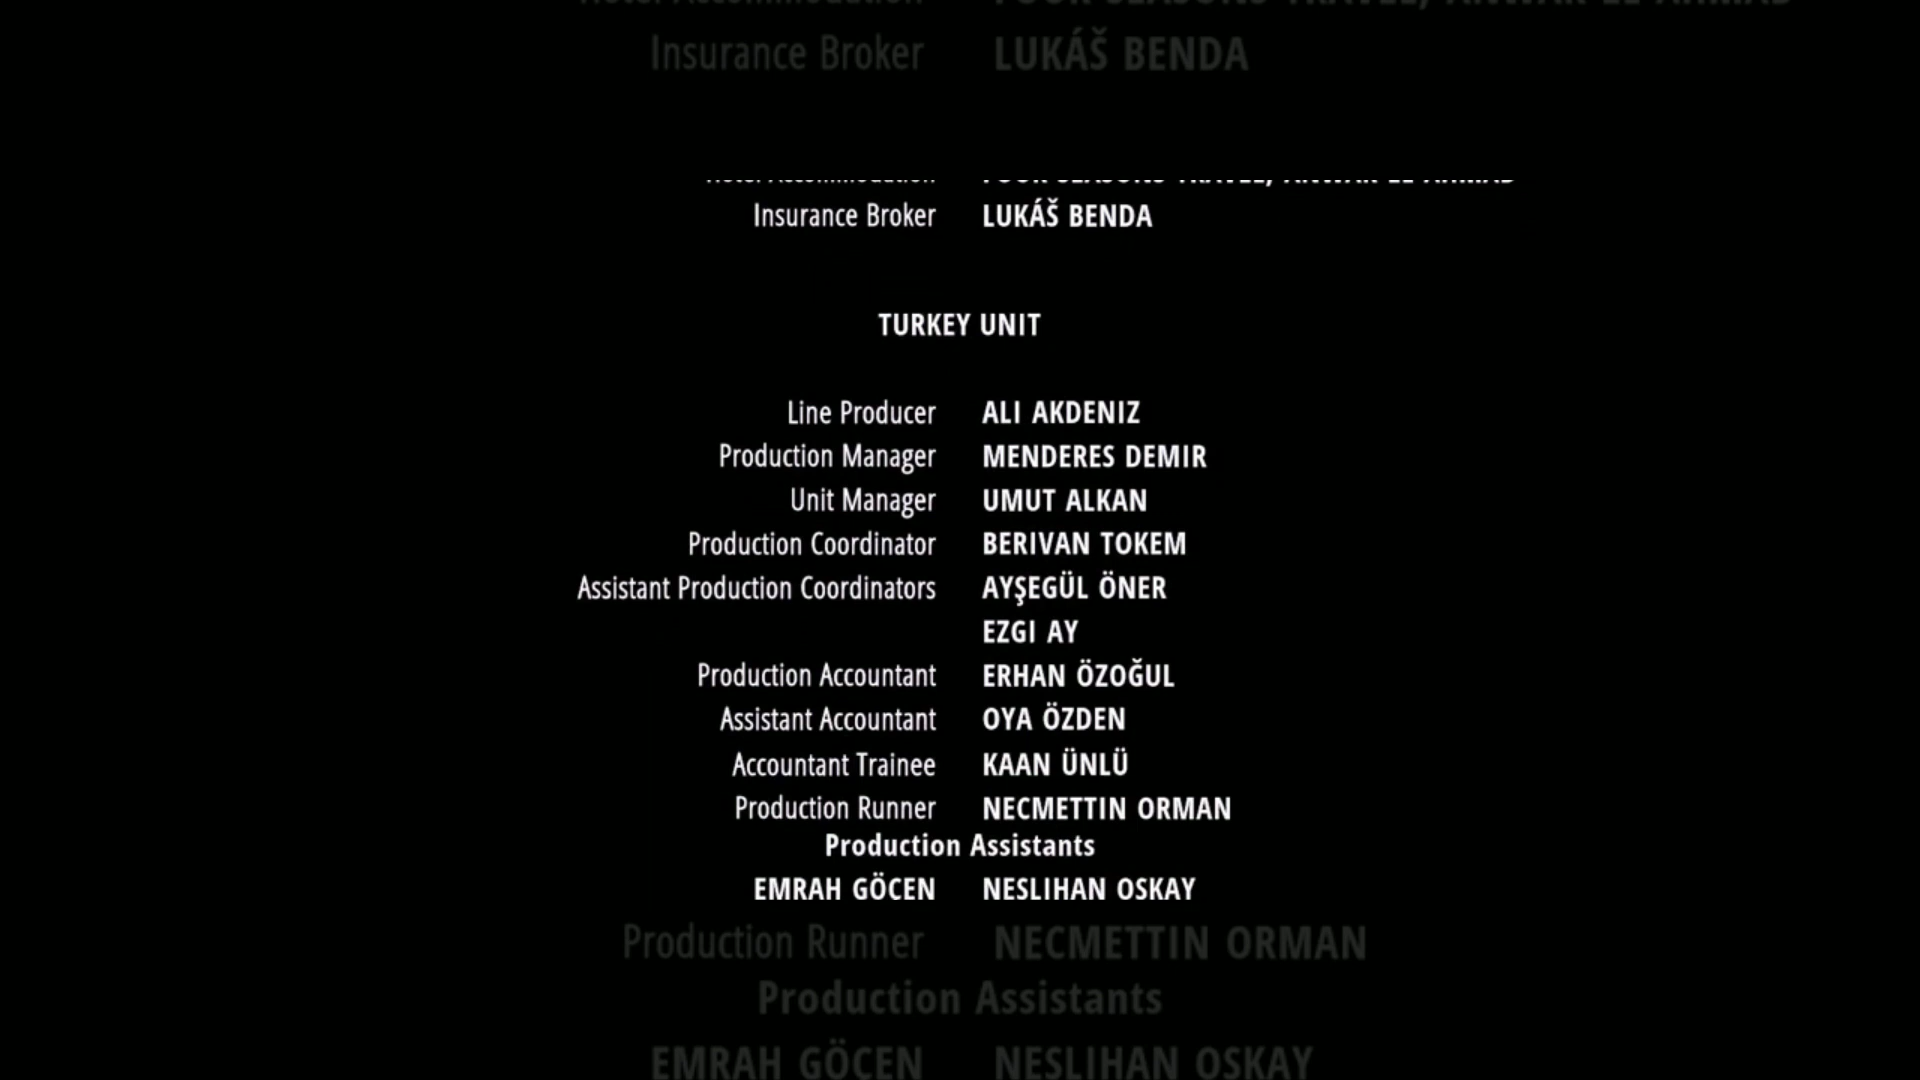 Insurance Broker LUKÁŠ BENDA
Insurance Broker LUKÁŠ BENDA
TURKEY UNIT
Line Producer ALI AKDENIZ
Production Manager MENDERES DEMIR
Unit Manager UMUT ALKAN
Production Coordinator BERIVAN TOKEM
Assistant Production Coordinators AYŞEGÜL ÖNER
EZGI AY
Production Accountant ERHAN ÖZOĞUL
Assistant Accountant OYA ÖZDEN
Accountant Trainee KAAN ÜNLÜ
Production Runner NECMETTIN ORMAN
Production Assistants
EMRAH GÖCEN NESLIHAN OSKAY
Production Runner NECMETTIN ORMAN
Production Assistants
EMRAH GÖCEN NESLIHAN OSKAY